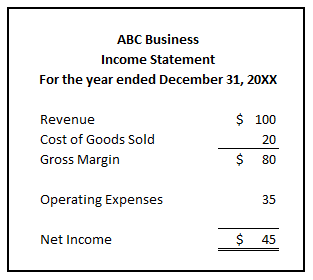 ABC Business
Income Statement
For the year ended December 31, 20XX
Revenue $ 100
Cost of Goods Sold 20
Gross Margin $ 80
Operating Expenses 35
Net Income $ 45